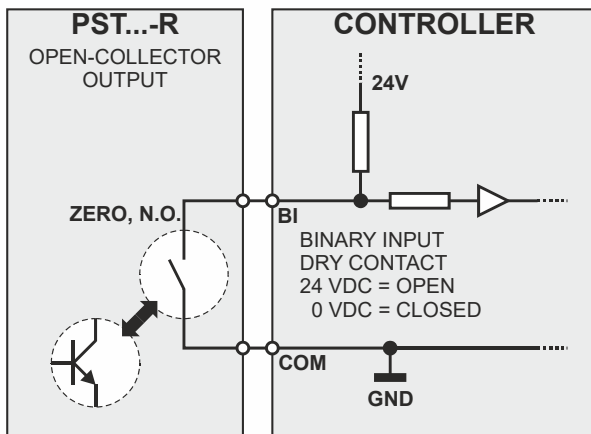 PST...-R
OPEN-COLLECTOR
OUTPUT
CONTROLLER
24V
ZERO, N.O.
BI
BINARY INPUT
DRY CONTACT
24 VDC = OPEN
0 VDC = CLOSED
COM
GND